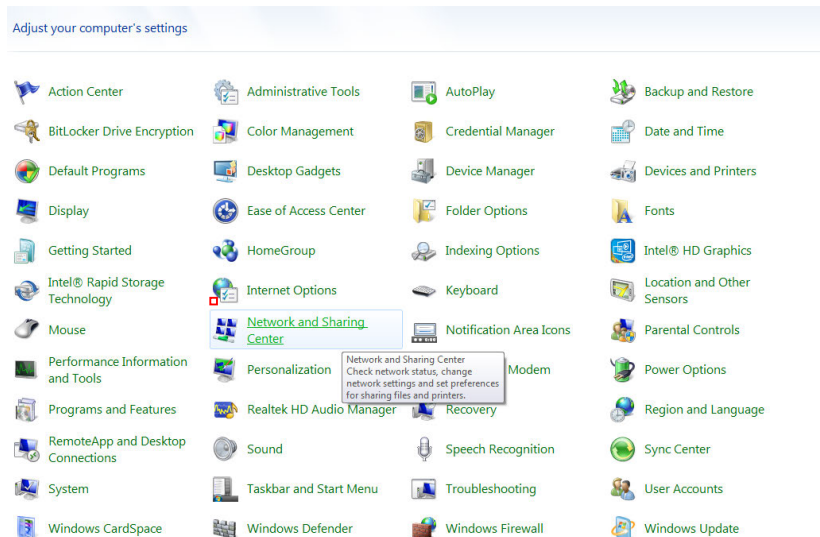 Adjust your computer's settings
Action Center
Administrative Tools
AutoPlay
Backup and Restore
BitLocker Drive Encryption
Color Management
Credential Manager
Date and Time
Default Programs
Desktop Gadgets
Device Manager
Devices and Printers
Display
Ease of Access Center
Folder Options
Fonts
Getting Started
HomeGroup
Indexing Options
Intel® HD Graphics
Intel® Rapid Storage
Technology
Internet Options
Keyboard
Location and Other
Sensors
Mouse
Network and Sharing
Center
Notification Area Icons
Parental Controls
Performance Information
and Tools
Personalization
Network and Sharing Center
Check network status, change
network settings and set preferences
for sharing files and printers.
Modem
Power Options
Programs and Features
Realtek HD Audio Manager
Recovery
Region and Language
RemoteApp and Desktop
Connections
Sound
Speech Recognition
Sync Center
System
Taskbar and Start Menu
Troubleshooting
User Accounts
Windows CardSpace
Windows Defender
Windows Firewall
Windows Update